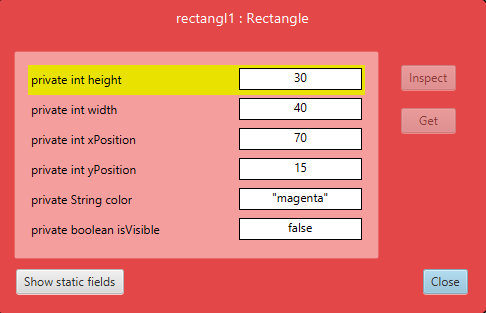 rectangl1 : Rectangle
private int height 30
Inspect
private int width 40
Get
private int xPosition 70
private int yPosition 15
private String color "magenta"
private boolean isVisible false
Show static fields
Close